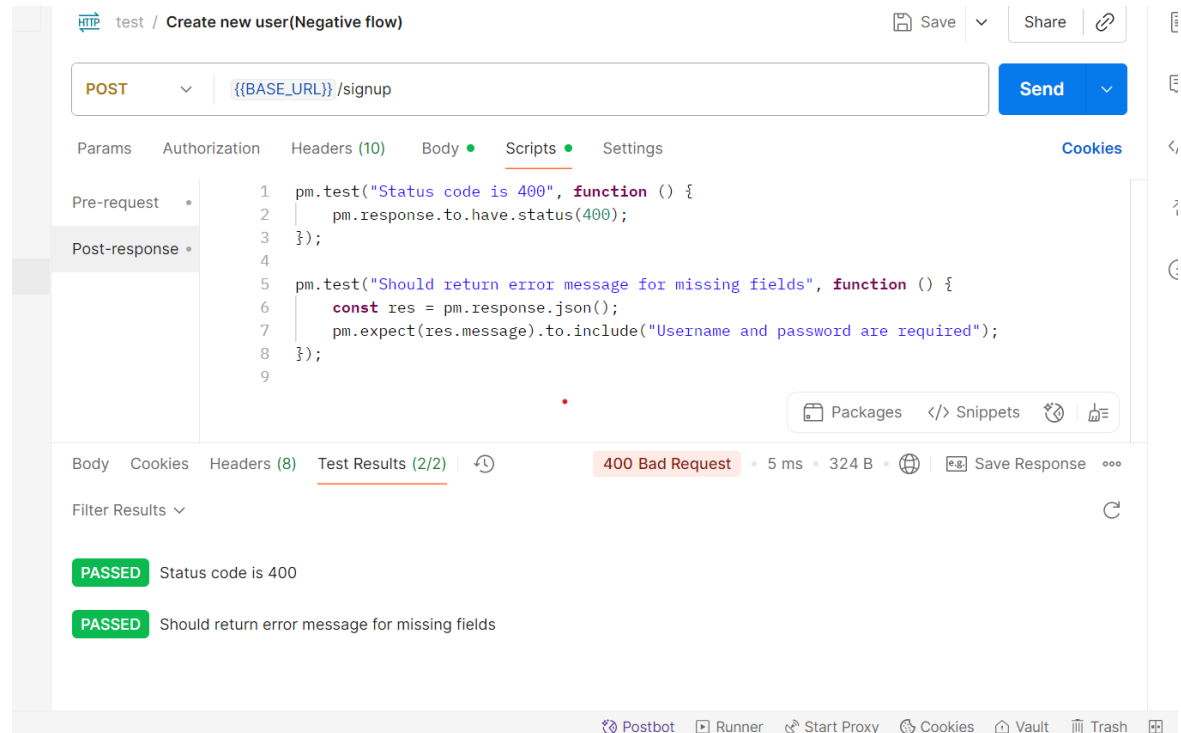 HTTP test / Create new user(Negative flow) Save Share
POST {{BASE_URL}} /signup Send
Params Authorization Headers (10) Body Scripts Settings Cookies
Pre-request
Post-response
1 pm.test("Status code is 400", function () {
2 pm.response.to.have.status(400);
3 });
4
5 pm.test("Should return error message for missing fields", function () {
6 const res = pm.response.json();
7 pm.expect(res.message).to.include("Username and password are required");
8 });
9
Packages </> Snippets
Body Cookies Headers (8) Test Results (2/2) 400 Bad Request • 5 ms • 324 B • e.g. Save Response
Filter Results
PASSED Status code is 400
PASSED Should return error message for missing fields
Postbot Runner Start Proxy Cookies Vault Trash